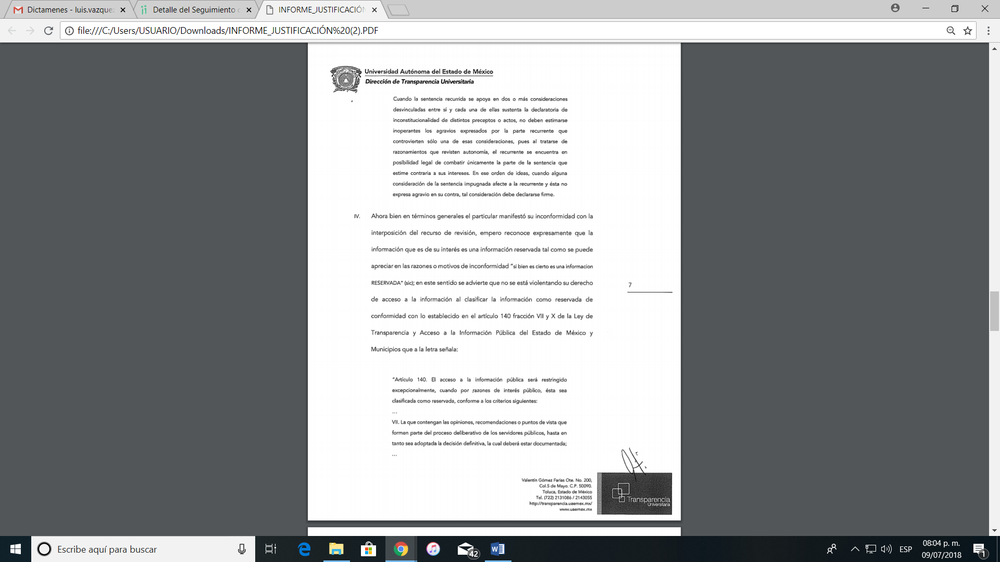 Dictamenes - luis.vazque
Detalle del Seguimiento
INFORME_JUSTIFICACIÓN
file:///C:/Users/USUARIO/Downloads/INFORME_JUSTIFICACIÓN%20(2).PDF
Universidad Autónoma del Estado de México
Dirección de Transparencia Universitaria
Cuando la sentencia recurrida se apoya en dos o más consideraciones
desvinculadas entre sí y cada una de ellas sustenta la declaratoria de
inconstitucionalidad de distintos preceptos o actos, no deben estimarse
inoperantes los agravios expresados por la parte recurrente que
controvierten sólo una de esas consideraciones, pues al tratarse de
razonamientos que revisten autonomía, el recurrente se encuentra en
posibilidad legal de combatir únicamente la parte de la sentencia que
estime contraria a sus intereses. En ese orden de ideas, cuando alguna
consideración de la sentencia impugnada afecte a la recurrente y ésta no
expresa agravio en su contra, tal consideración debe declararse firme.
IV. Ahora bien en términos generales el particular manifestó su inconformidad con la
interposición del recurso de revisión, empero reconoce expresamente que la
información que es de su interés es una información reservada tal como se puede
apreciar en las razones o motivos de inconformidad "si bien es cierto es una informacion
RESERVADA" (sic); en este sentido se advierte que no se está violentando su derecho
de acceso a la información al clasificar la información como reservada de
conformidad con lo establecido en el artículo 140 fracción VII y X de la Ley de
Transparencia y Acceso a la Información Pública del Estado de México y
Municipios que a la letra señala:
7
"Artículo 140. El acceso a la información pública será restringido
excepcionalmente, cuando por razones de interés público, ésta sea
clasificada como reservada, conforme a los criterios siguientes:
...
VII. La que contengan las opiniones, recomendaciones o puntos de vista que
formen parte del proceso deliberativo de los servidores públicos, hasta en
tanto sea adoptada la decisión definitiva, la cual deberá estar documentada;
...
Valentín Gómez Farías Ote. No. 200,
Col.5 de Mayo. C.P. 50090.
Toluca, Estado de México
Tel. (722) 2131086 / 2143055
http://transparencia.uaemex.mx/
www.uaemex.mx
Transparencia
Universitaria
Escribe aquí para buscar
42
ESP
08:04 p. m.
09/07/2018
1